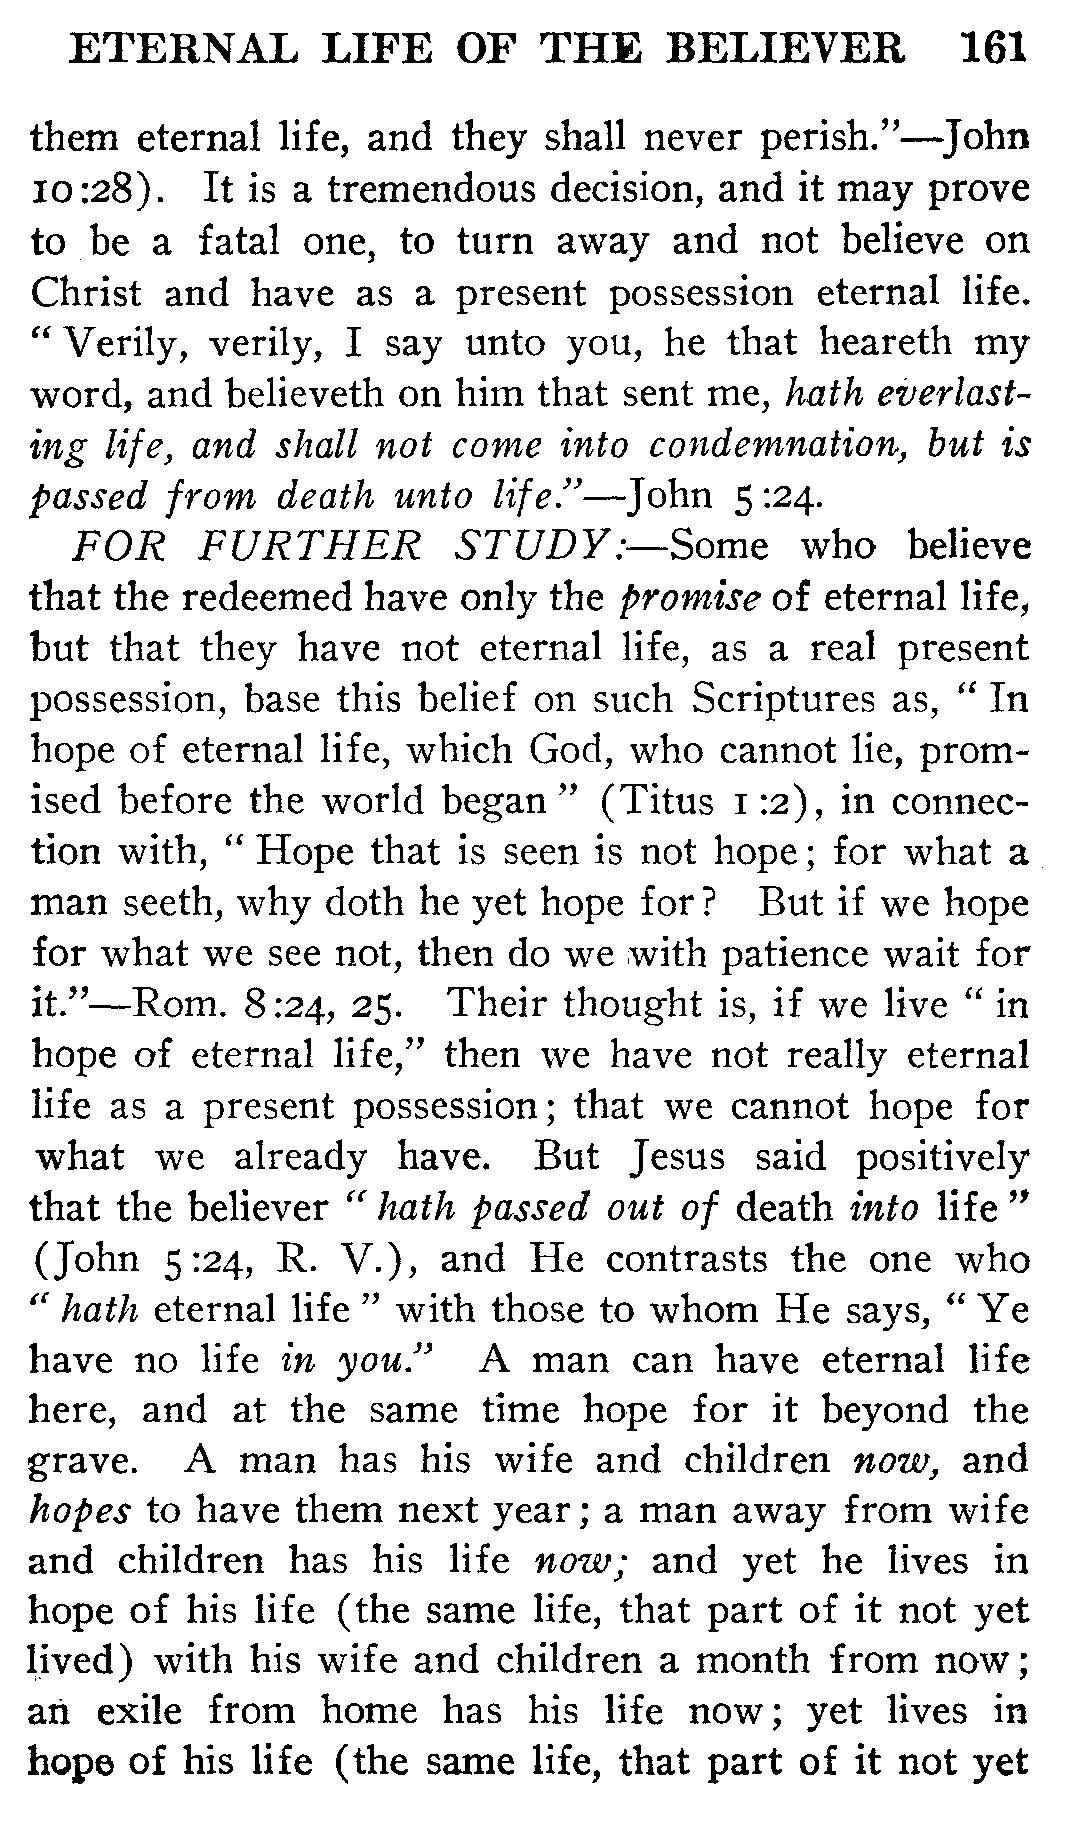 ETERNAL LIFE OF THE BELIEVER 161
them eternal life, and they shall never perish.”—John
10:28). It is a tremendous decision, and it may prove
to be a fatal one, to turn away and not believe on
Christ and have as a present possession eternal life.
“ Verily, verily, I say unto you, he that heareth my
word, and believeth on him that sent me, hath everlast-
ing life, and shall not come into condemnation, but is
passed from death unto life.”—John 5:24.
FOR FURTHER STUDY:—Some who believe
that the redeemed have only the promise of eternal life,
but that they have not eternal life, as a real present
possession, base this belief on such Scriptures as, “ In
hope of eternal life, which God, who cannot lie, prom-
ised before the world began ” (Titus 1:2), in connec-
tion with, “ Hope that is seen is not hope; for what a
man seeth, why doth he yet hope for? But if we hope
for what we see not, then do we with patience wait for
it.”—Rom. 8:24, 25. Their thought is, if we live “ in
hope of eternal life,” then we have not really eternal
life as a present possession; that we cannot hope for
what we already have. But Jesus said positively
that the believer “ hath passed out of death into life ”
(John 5:24, R. V.), and He contrasts the one who
“ hath eternal life ” with those to whom He says, “ Ye
have no life in you.” A man can have eternal life
here, and at the same time hope for it beyond the
grave. A man has his wife and children now, and
hopes to have them next year; a man away from wife
and children has his life now; and yet he lives in
hope of his life (the same life, that part of it not yet
lived) with his wife and children a month from now;
an exile from home has his life now; yet lives in
hope of his life (the same life, that part of it not yet